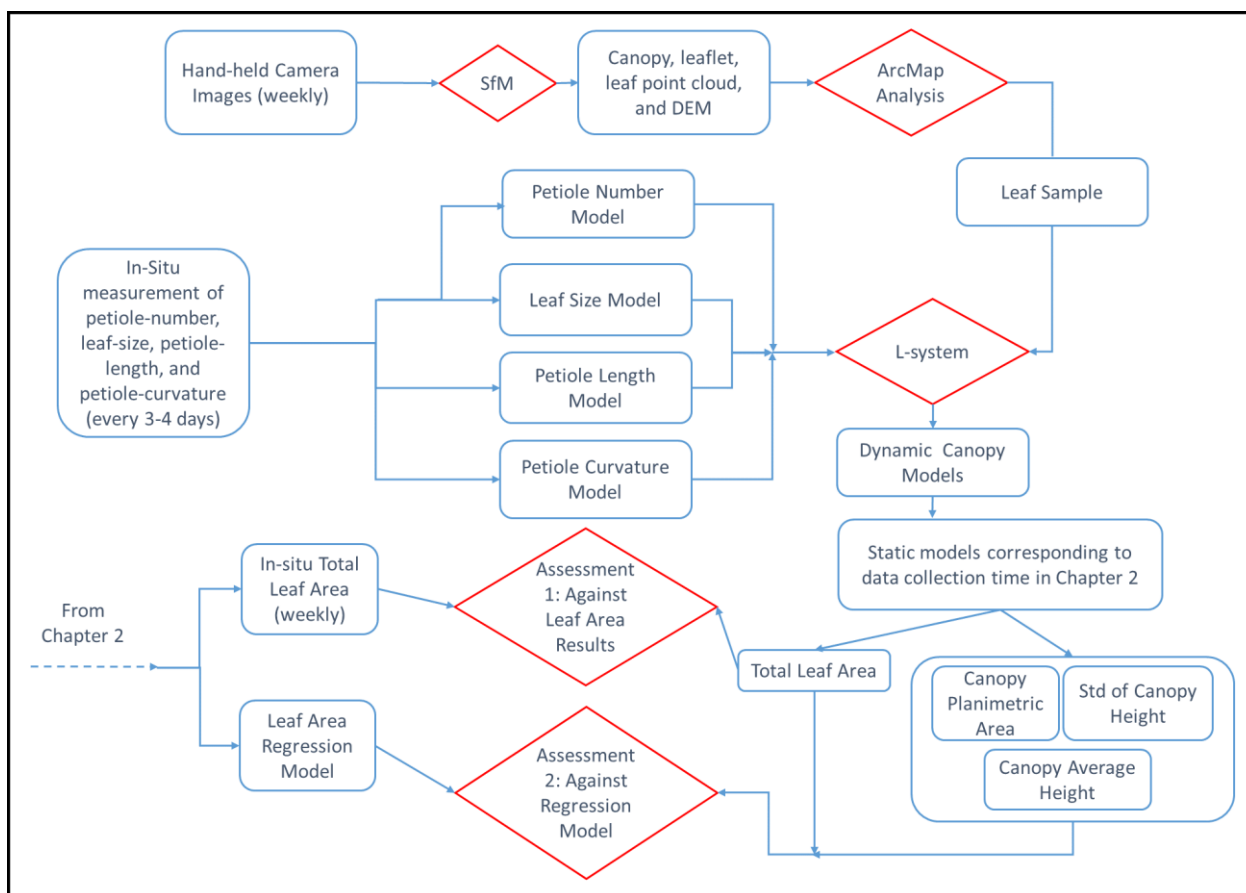 Hand-held Camera
Images (weekly)
SfM
Canopy, leaflet,
leaf point cloud,
and DEM
ArcMap
Analysis
Leaf Sample
Petiole Number
Model
In-Situ
measurement of
petiole-number,
leaf-size, petiole-
length, and
petiole-curvature
(every 3-4 days)
Leaf Size Model
Petiole Length
Model
Petiole Curvature
Model
L-system
Dynamic Canopy
Models
Static models corresponding to
data collection time in Chapter 2
From
Chapter 2
In-situ Total
Leaf Area
(weekly)
Assessment
1: Against
Leaf Area
Results
Total Leaf Area
Canopy
Planimetric
Area
Std of Canopy
Height
Canopy Average
Height
Leaf Area
Regression
Model
Assessment
2: Against
Regression
Model